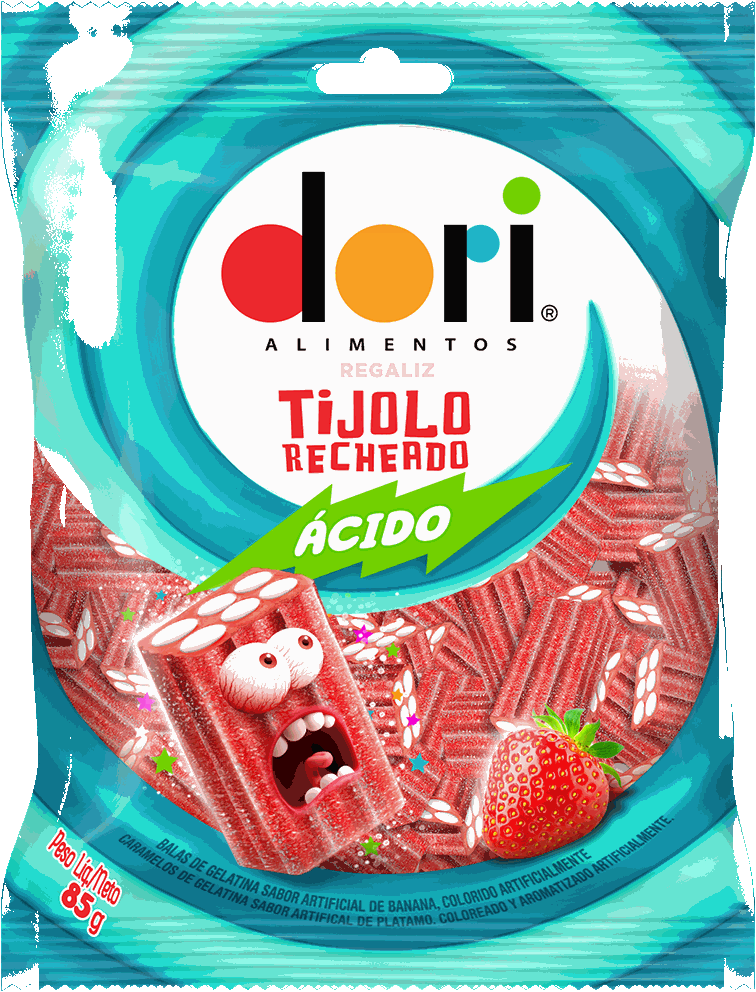 dori®
ALIMENTOS
REGALIZ
TIJOLO
RECHEADO
ÁCIDO
Peso Líq/Neto
85 g
BALAS DE GELATINA SABOR ARTIFICIAL DE BANANA, COLORIDO ARTIFICIALMENTE
CARAMELOS DE GELATINA SABOR ARTIFICAL DE PLATAMO. COLOREADO Y AROMATIZADO ARTIFICIALMENTE.